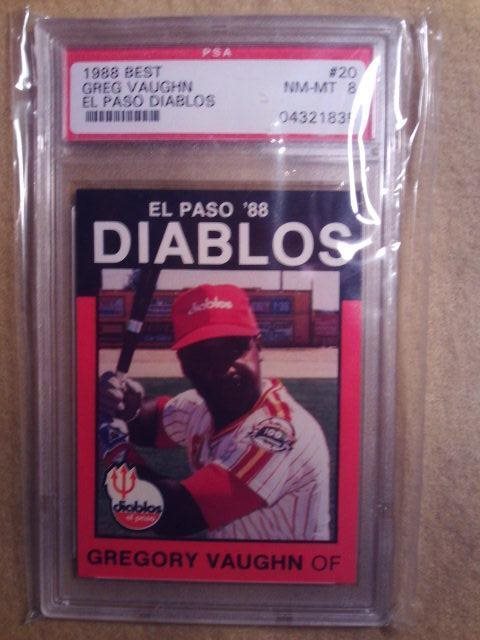 PSA
1988 BEST #20
GREG VAUGHN NM-MT 8
EL PASO DIABLOS
EL PASO '88
DIABLOS
diablos
100
diablos
el paso
GREGORY VAUGHN OF